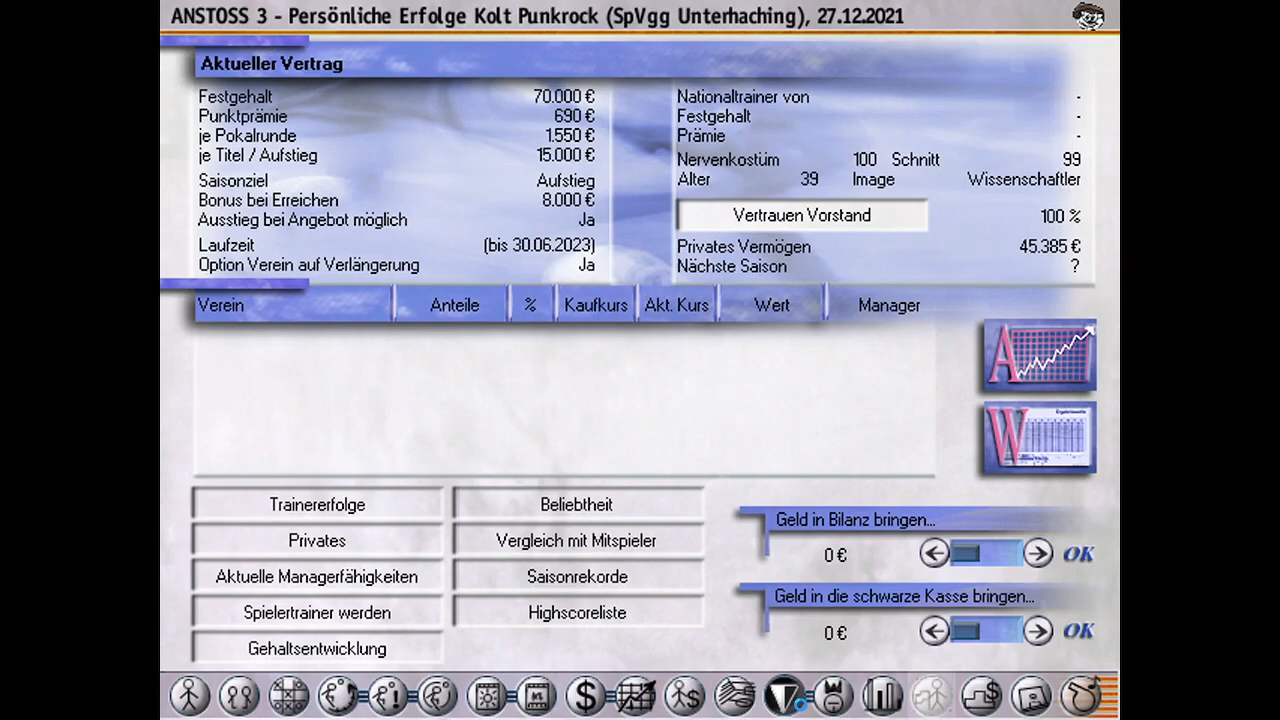 ANSTOSS 3 - Persönliche Erfolge Kolt Punkrock (SpVgg Unterhaching), 27.12.2021
Aktueller Vertrag
Festgehalt 70.000 €
Punktprämie 690 €
je Pokalrunde 1.550 €
je Titel / Aufstieg 15.000 €
Saisonziel Aufstieg
Bonus bei Erreichen 8.000 €
Ausstieg bei Angebot möglich Ja
Laufzeit (bis 30.06.2023)
Option Verein auf Verlängerung Ja
Nationaltrainer von -
Festgehalt -
Prämie -
Nervenkostüm 100 Schnitt 99
Alter 39 Image Wissenschaftler
Vertrauen Vorstand 100 %
Privates Vermögen 45.385 €
Nächste Saison ?
Verein Anteile % Kaufkurs Akt. Kurs Wert Manager
A
W
Trainererfolge Beliebtheit
Privates Vergleich mit Mitspieler
Aktuelle Managerfähigkeiten Saisonrekorde
Spielertrainer werden Highscoreliste
Gehaltsentwicklung
Geld in Bilanz bringen...
0 € OK
Geld in die schwarze Kasse bringen...
0 € OK